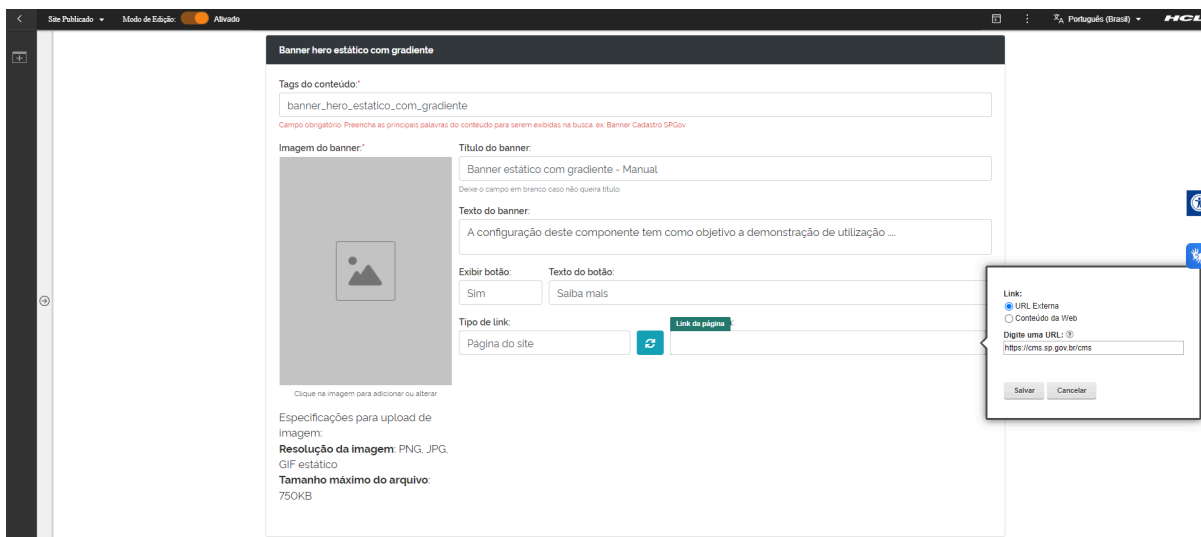 Site Publicado Modo de Edição: Ativado Português (Brasil) HCL
Banner hero estático com gradiente
Tags do conteúdo:*
banner_hero_estatico_com_gradiente
Campo obrigatório. Preencha as principais palavras do conteúdo para serem exibidas na busca. ex: Banner Cadastro SPGov
Imagem do banner:*
Título do banner:
Banner estático com gradiente - Manual
Deixe o campo em branco caso não queira título.
Texto do banner:
A configuração deste componente tem como objetivo a demonstração de utilização ....
Exibir botão: Texto do botão:
Sim Saiba mais
Tipo de link: Link da página
Página do site
Clique na imagem para adicionar ou alterar
Especificações para upload de
imagem:
Resolução da imagem: PNG, JPG,
GIF estático
Tamanho máximo do arquivo:
750KB
Link:
URL Externa
Conteúdo da Web
Digite uma URL:
https://cms.sp.gov.br/cms
Salvar Cancelar